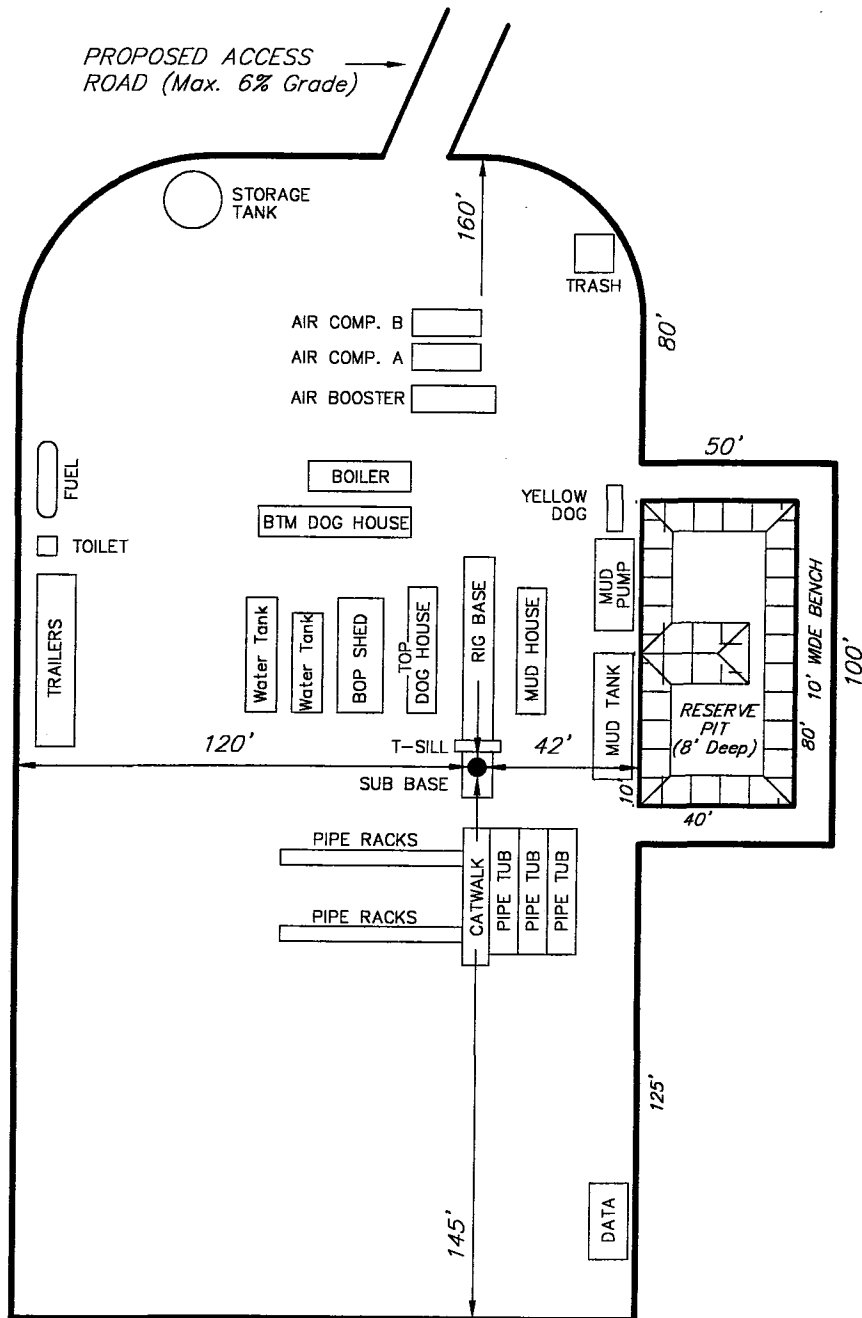 PROPOSED ACCESS
ROAD (Max. 6% Grade)
STORAGE
TANK
160'
TRASH
AIR COMP. B
AIR COMP. A
AIR BOOSTER
80'
50'
FUEL
BOILER
YELLOW
DOG
BTM DOG HOUSE
TOILET
MUD
PUMP
TRAILERS
Water Tank
Water Tank
BOP SHED
TOP
DOG HOUSE
RIG BASE
MUD HOUSE
MUD TANK
RESERVE
PIT
(8' Deep)
80'
10' WIDE BENCH
100'
T-SILL
120'
42'
SUB BASE
10'
40'
PIPE RACKS
PIPE RACKS
CATWALK
PIPE TUB
PIPE TUB
PIPE TUB
125'
145'
DATA